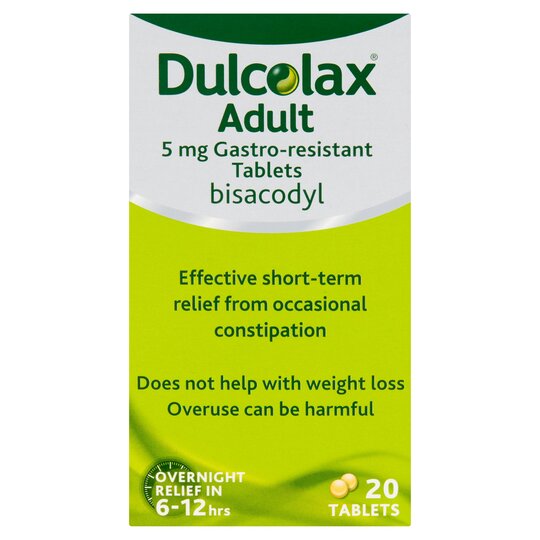 Dulcolax®
Adult
5 mg Gastro-resistant
Tablets
bisacodyl
Effective short-term
relief from occasional
constipation
Does not help with weight loss
Overuse can be harmful
OVERNIGHT
RELIEF IN
6-12hrs
20
TABLETS